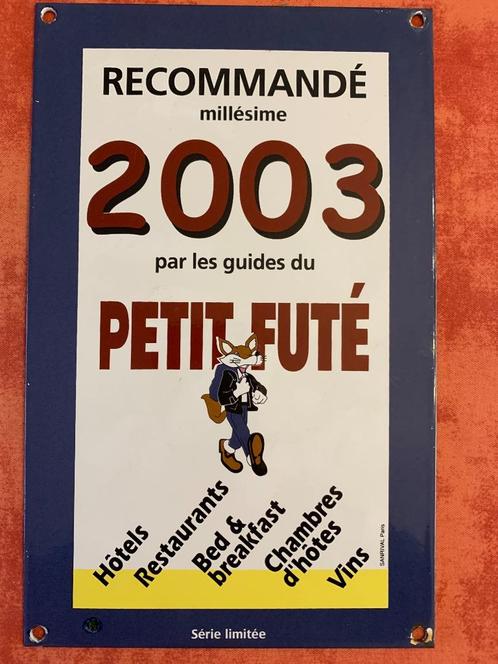 RECOMMANDÉ
millésime
2003
par les guides du
PETIT FUTÉ
Hôtels
Restaurants
Bed &
breakfast
Chambres
d'hôtes
Vins
SANRIVAL Paris
Série limitée